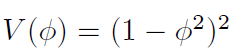 V(ϕ) = (1 − ϕ²)²